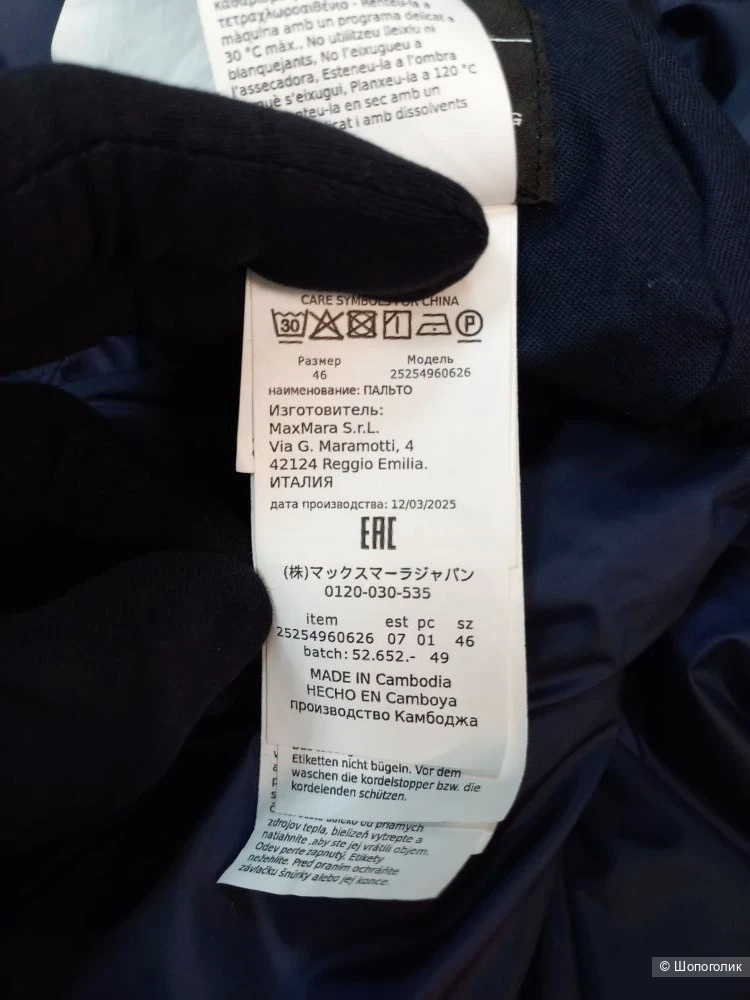 τετραχλωροαιθένιο - Renteu-la a
màquina amb un programa delicat a
30 °C màx., No utilitzeu lleixiu ni
blanquejants, No l'eixugueu a
l'assecadora, Esteneu-la a l'ombra
s'eixugui, Planxeu-la a 120 °C
en sec amb un
i amb dissolvents
G
CARE SYMBOLS FOR CHINA
30 P
Размер Модель
46 25254960626
наименование: ПАЛЬТО
Изготовитель:
MaxMara S.r.L.
Via G. Maramotti, 4
42124 Reggio Emilia.
ИТАЛИЯ
дата производства: 12/03/2025
EAC
(株)マックスマーラジャパン
0120-030-535
item est pc sz
25254960626 07 01 46
batch: 52.652.- 49
MADE IN Cambodia
HECHO EN Camboya
производство Камбоджа
Etiketten nicht bügeln. Vor dem
waschen die kordelstopper bzw. die
kordelenden schützen.
zdrojov tepla, bielizeň vytrepte a
natiahnite ,aby ste jej vrátili objem.
Odev perte zapnutý. Etikety
nežehlite. Pred praním ochráňte
závlačku šnúrky alebo jej konce.
© Шопоголик